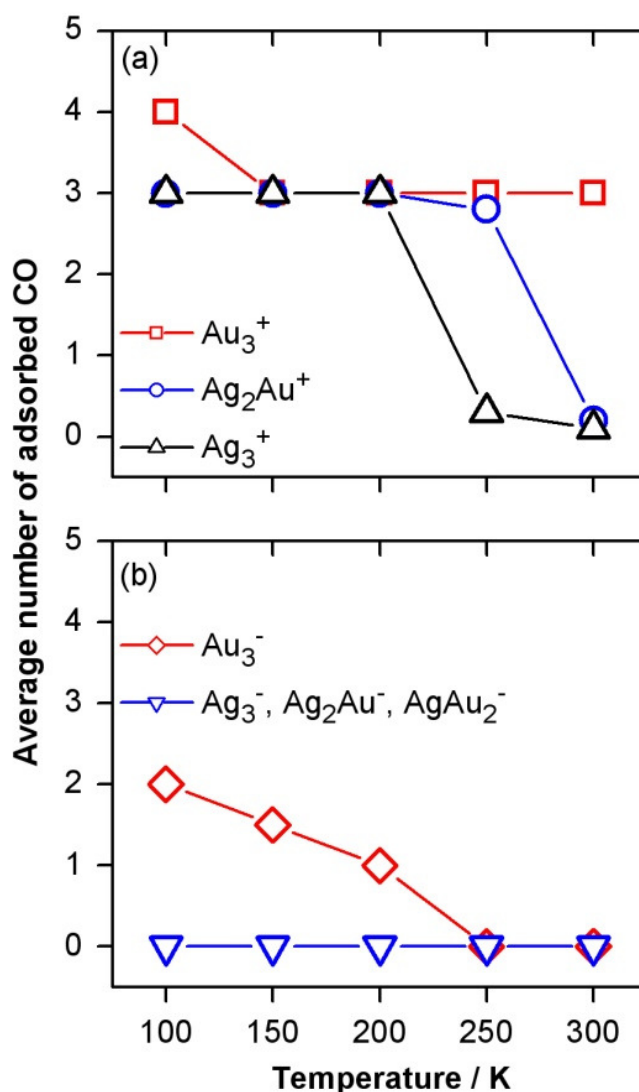 5
(a)
4
3
2
1
0
Au₃⁺
Ag₂Au⁺
Ag₃⁺
5
(b)
4
3
2
1
0
Au₃⁻
Ag₃⁻, Ag₂Au⁻, AgAu₂⁻
Average number of adsorbed CO
100 150 200 250 300
Temperature / K